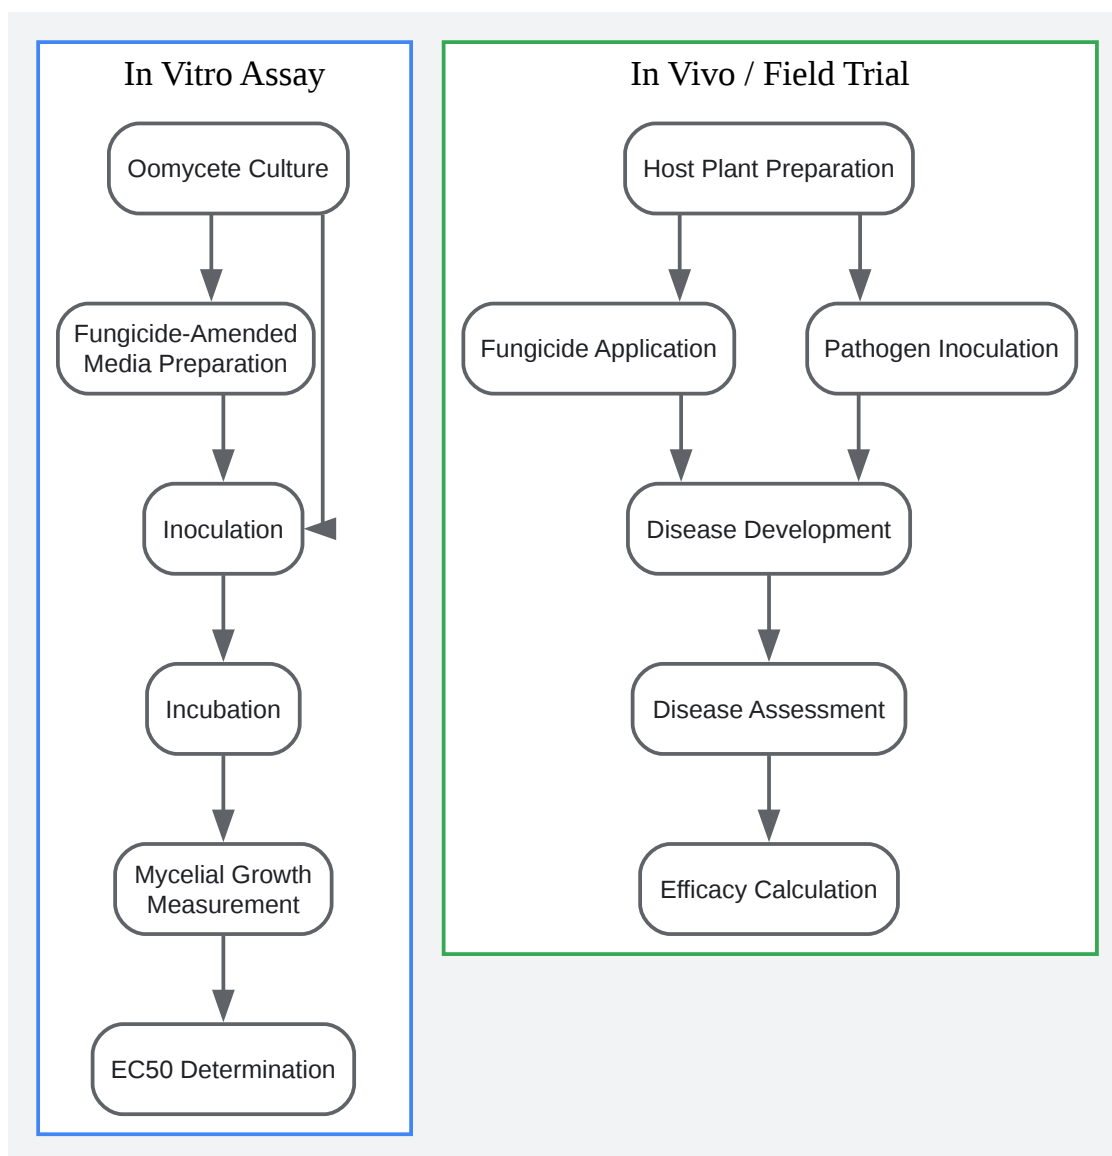 In Vitro Assay
Oomycete Culture
Fungicide-Amended
Media Preparation
Inoculation
Incubation
Mycelial Growth
Measurement
EC50 Determination
In Vivo / Field Trial
Host Plant Preparation
Fungicide Application
Pathogen Inoculation
Disease Development
Disease Assessment
Efficacy Calculation